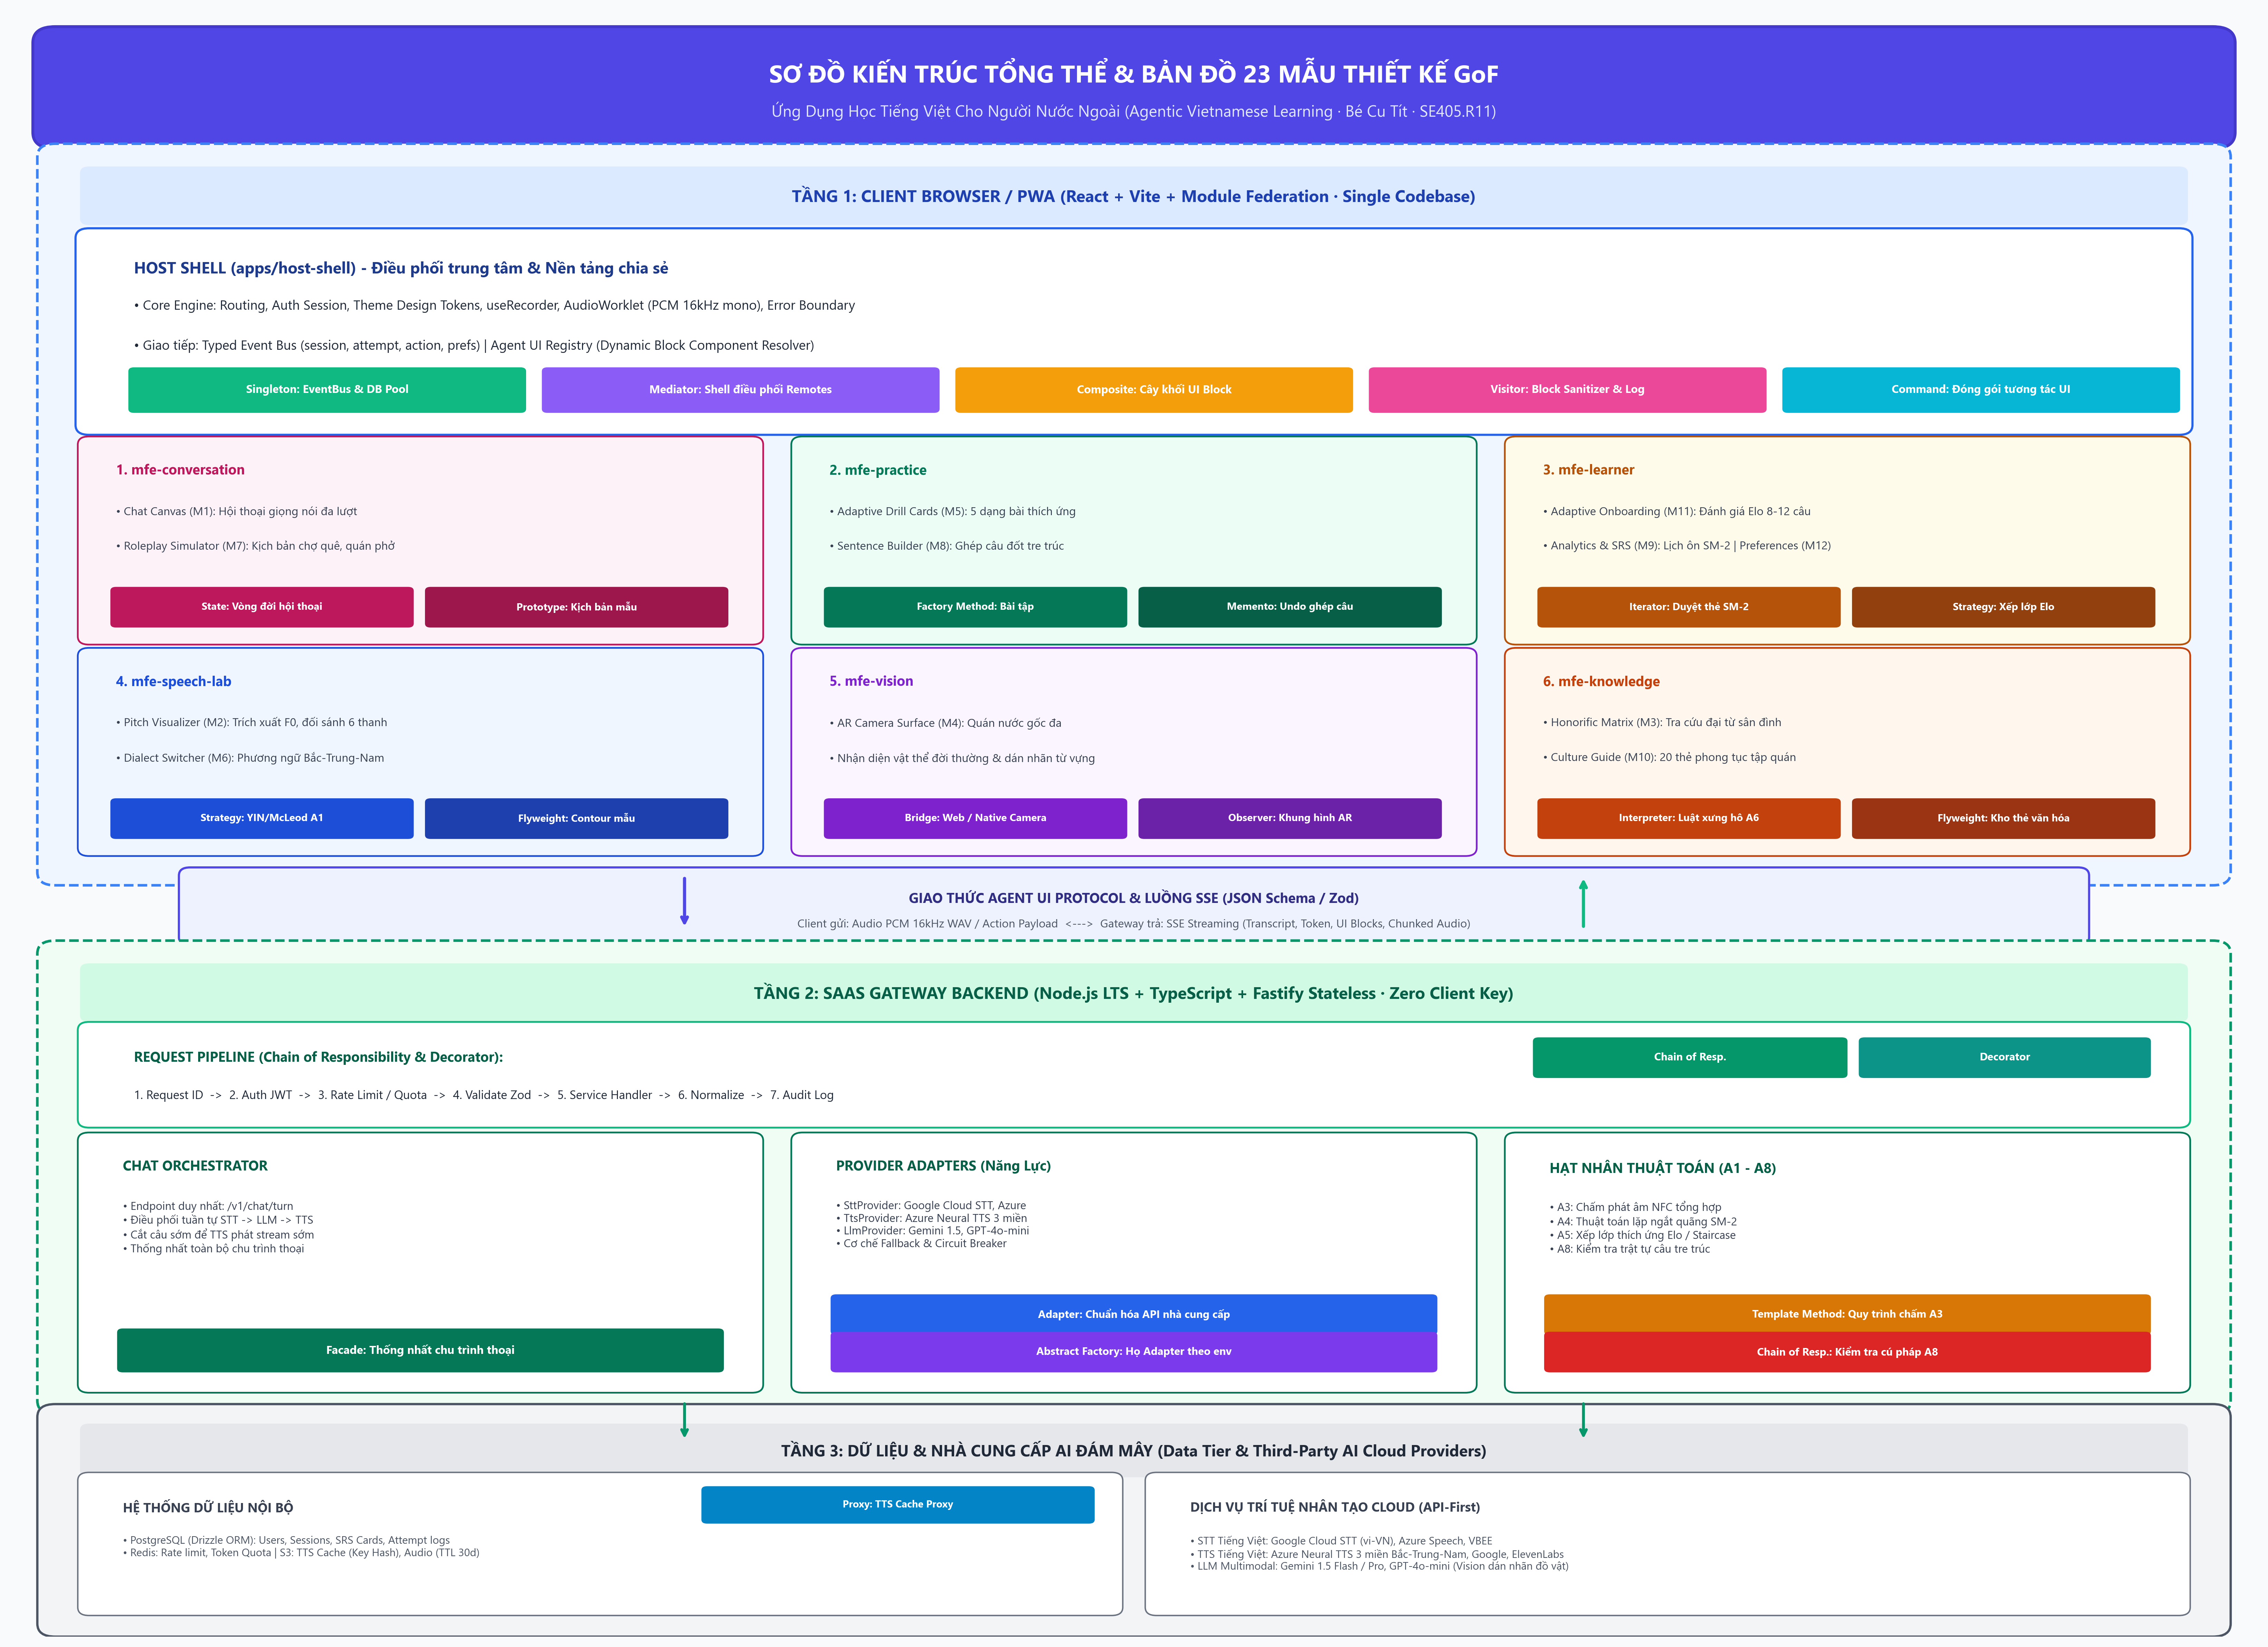 SƠ ĐỒ KIẾN TRÚC TỔNG THỂ & BẢN ĐỒ 23 MẪU THIẾT KẾ GoF
Ứng Dụng Học Tiếng Việt Cho Người Nước Ngoài (Agentic Vietnamese Learning · Bé Cu Tít · SE405.R11)
TẦNG 1: CLIENT BROWSER / PWA (React + Vite + Module Federation · Single Codebase)
HOST SHELL (apps/host-shell) - Điều phối trung tâm & Nền tảng chia sẻ
• Core Engine: Routing, Auth Session, Theme Design Tokens, useRecorder, AudioWorklet (PCM 16kHz mono), Error Boundary
• Giao tiếp: Typed Event Bus (session, attempt, action, prefs) | Agent UI Registry (Dynamic Block Component Resolver)
Singleton: EventBus & DB Pool
Mediator: Shell điều phối Remotes
Composite: Cây khối UI Block
Visitor: Block Sanitizer & Log
Command: Đóng gói tương tác UI
1. mfe-conversation
• Chat Canvas (M1): Hội thoại giọng nói đa lượt
• Roleplay Simulator (M7): Kịch bản chợ quê, quán phở
State: Vòng đời hội thoại
Prototype: Kịch bản mẫu
2. mfe-practice
• Adaptive Drill Cards (M5): 5 dạng bài thích ứng
• Sentence Builder (M8): Ghép câu đốt tre trúc
Factory Method: Bài tập
Memento: Undo ghép câu
3. mfe-learner
• Adaptive Onboarding (M11): Đánh giá Elo 8-12 câu
• Analytics & SRS (M9): Lịch ôn SM-2 | Preferences (M12)
Iterator: Duyệt thẻ SM-2
Strategy: Xếp lớp Elo
4. mfe-speech-lab
• Pitch Visualizer (M2): Trích xuất F0, đối sánh 6 thanh
• Dialect Switcher (M6): Phương ngữ Bắc-Trung-Nam
Strategy: YIN/McLeod A1
Flyweight: Contour mẫu
5. mfe-vision
• AR Camera Surface (M4): Quán nước gốc đa
• Nhận diện vật thể đời thường & dán nhãn từ vựng
Bridge: Web / Native Camera
Observer: Khung hình AR
6. mfe-knowledge
• Honorific Matrix (M3): Tra cứu đại từ sân đình
• Culture Guide (M10): 20 thẻ phong tục tập quán
Interpreter: Luật xưng hô A6
Flyweight: Kho thẻ văn hóa
GIAO THỨC AGENT UI PROTOCOL & LUỒNG SSE (JSON Schema / Zod)
Client gửi: Audio PCM 16kHz WAV / Action Payload <---> Gateway trả: SSE Streaming (Transcript, Token, UI Blocks, Chunked Audio)
TẦNG 2: SAAS GATEWAY BACKEND (Node.js LTS + TypeScript + Fastify Stateless · Zero Client Key)
REQUEST PIPELINE (Chain of Responsibility & Decorator):
Chain of Resp.
Decorator
1. Request ID -> 2. Auth JWT -> 3. Rate Limit / Quota -> 4. Validate Zod -> 5. Service Handler -> 6. Normalize -> 7. Audit Log
CHAT ORCHESTRATOR
• Endpoint duy nhất: /v1/chat/turn
• Điều phối tuần tự STT -> LLM -> TTS
• Cắt câu sớm để TTS phát stream sớm
• Thống nhất toàn bộ chu trình thoại
Facade: Thống nhất chu trình thoại
PROVIDER ADAPTERS (Năng Lực)
• SttProvider: Google Cloud STT, Azure
• TtsProvider: Azure Neural TTS 3 miền
• LlmProvider: Gemini 1.5, GPT-4o-mini
• Cơ chế Fallback & Circuit Breaker
Adapter: Chuẩn hóa API nhà cung cấp
Abstract Factory: Họ Adapter theo env
HẠT NHÂN THUẬT TOÁN (A1 - A8)
• A3: Chấm phát âm NFC tổng hợp
• A4: Thuật toán lặp ngắt quãng SM-2
• A5: Xếp lớp thích ứng Elo / Staircase
• A8: Kiểm tra trật tự câu tre trúc
Template Method: Quy trình chấm A3
Chain of Resp.: Kiểm tra cú pháp A8
TẦNG 3: DỮ LIỆU & NHÀ CUNG CẤP AI ĐÁM MÂY (Data Tier & Third-Party AI Cloud Providers)
HỆ THỐNG DỮ LIỆU NỘI BỘ
Proxy: TTS Cache Proxy
• PostgreSQL (Drizzle ORM): Users, Sessions, SRS Cards, Attempt logs
• Redis: Rate limit, Token Quota | S3: TTS Cache (Key Hash), Audio (TTL 30d)
DỊCH VỤ TRÍ TUỆ NHÂN TẠO CLOUD (API-First)
• STT Tiếng Việt: Google Cloud STT (vi-VN), Azure Speech, VBEE
• TTS Tiếng Việt: Azure Neural TTS 3 miền Bắc-Trung-Nam, Google, ElevenLabs
• LLM Multimodal: Gemini 1.5 Flash / Pro, GPT-4o-mini (Vision dán nhãn đồ vật)